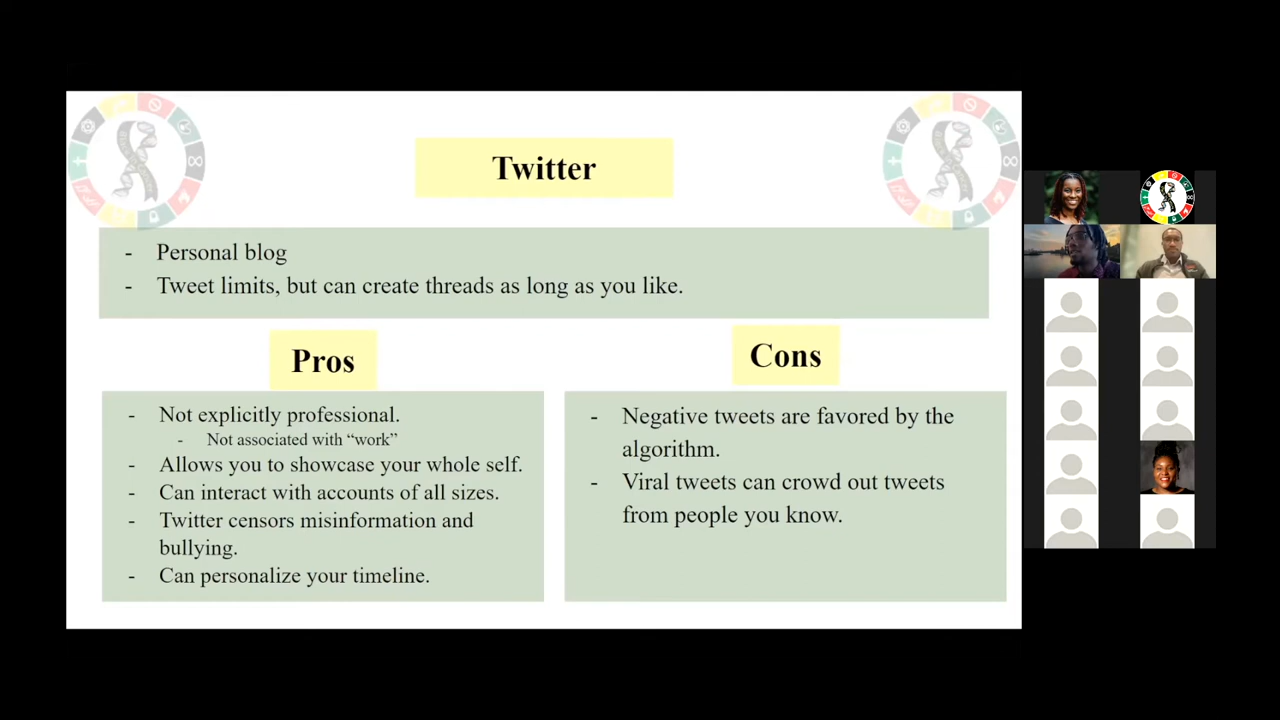 Twitter
- Personal blog
- Tweet limits, but can create threads as long as you like.
Pros
- Not explicitly professional.
- Not associated with “work”
- Allows you to showcase your whole self.
- Can interact with accounts of all sizes.
- Twitter censors misinformation and
bullying.
- Can personalize your timeline.
Cons
- Negative tweets are favored by the
algorithm.
- Viral tweets can crowd out tweets
from people you know.